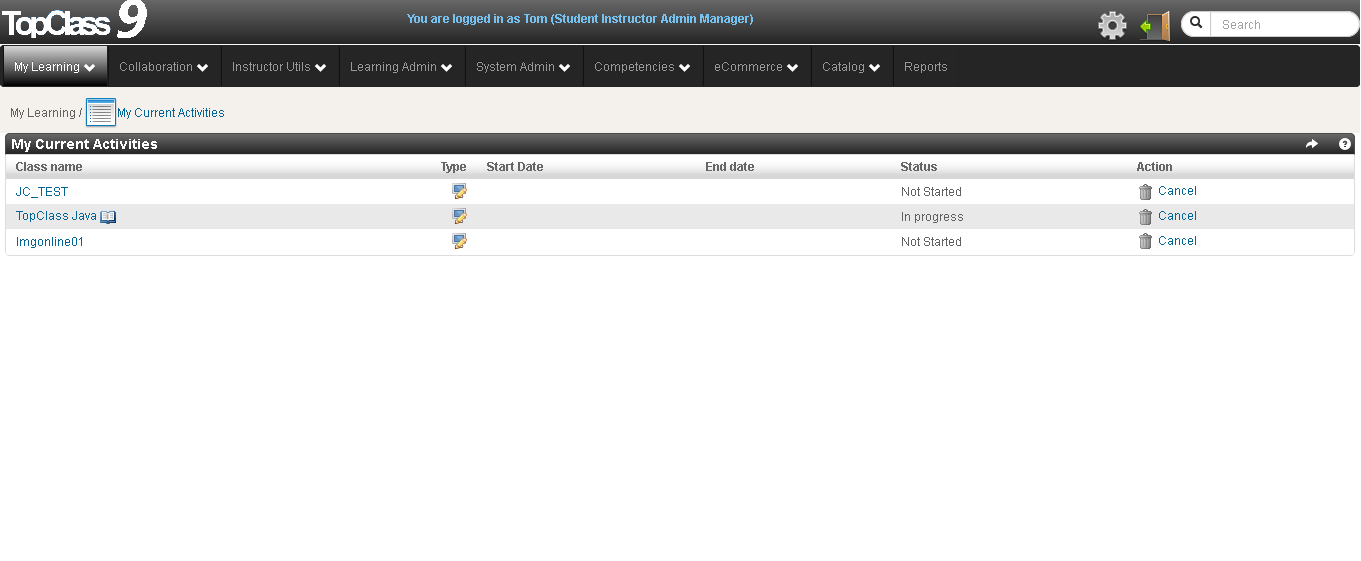 TopClass 9
You are logged in as Tom (Student Instructor Admin Manager)
Search
My Learning Collaboration Instructor Utils Learning Admin System Admin Competencies eCommerce Catalog Reports
My Learning / My Current Activities
My Current Activities
Class name Type Start Date End date Status Action
JC_TEST Not Started Cancel
TopClass Java In progress Cancel
Imgonline01 Not Started Cancel